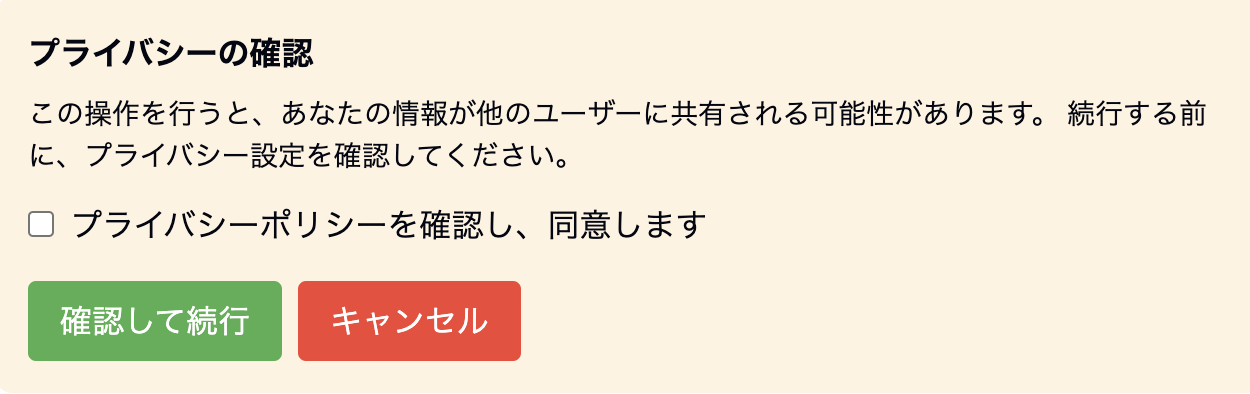 プライバシーの確認
この操作を行うと、あなたの情報が他のユーザーに共有される可能性があります。 続行する前
に、プライバシー設定を確認してください。
プライバシーポリシーを確認し、同意します
確認して続行 キャンセル